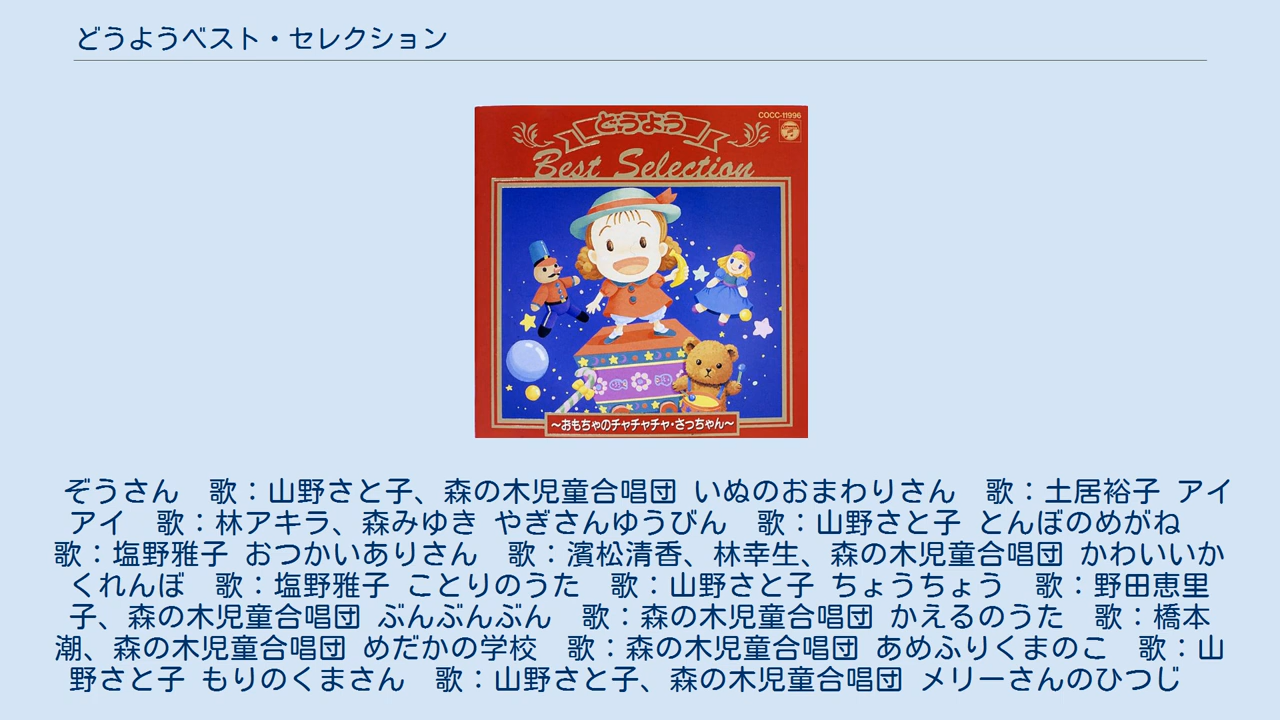 どうようベスト・セレクション
COCC-11996
どうよう
Best Selection
～おもちゃのチャチャチャ・さっちゃん～
ぞうさん　歌：山野さと子、森の木児童合唱団 いぬのおまわりさん　歌：土居裕子 アイ
アイ　歌：林アキラ、森みゆき やぎさんゆうびん　歌：山野さと子 とんぼのめがね
歌：塩野雅子 おつかいありさん　歌：濱松清香、林幸生、森の木児童合唱団 かわいいか
くれんぼ　歌：塩野雅子 ことりのうた　歌：山野さと子 ちょうちょう　歌：野田恵里
子、森の木児童合唱団 ぶんぶんぶん　歌：森の木児童合唱団 かえるのうた　歌：橋本
潮、森の木児童合唱団 めだかの学校　歌：森の木児童合唱団 あめふりくまのこ　歌：山
野さと子 もりのくまさん　歌：山野さと子、森の木児童合唱団 メリーさんのひつじ